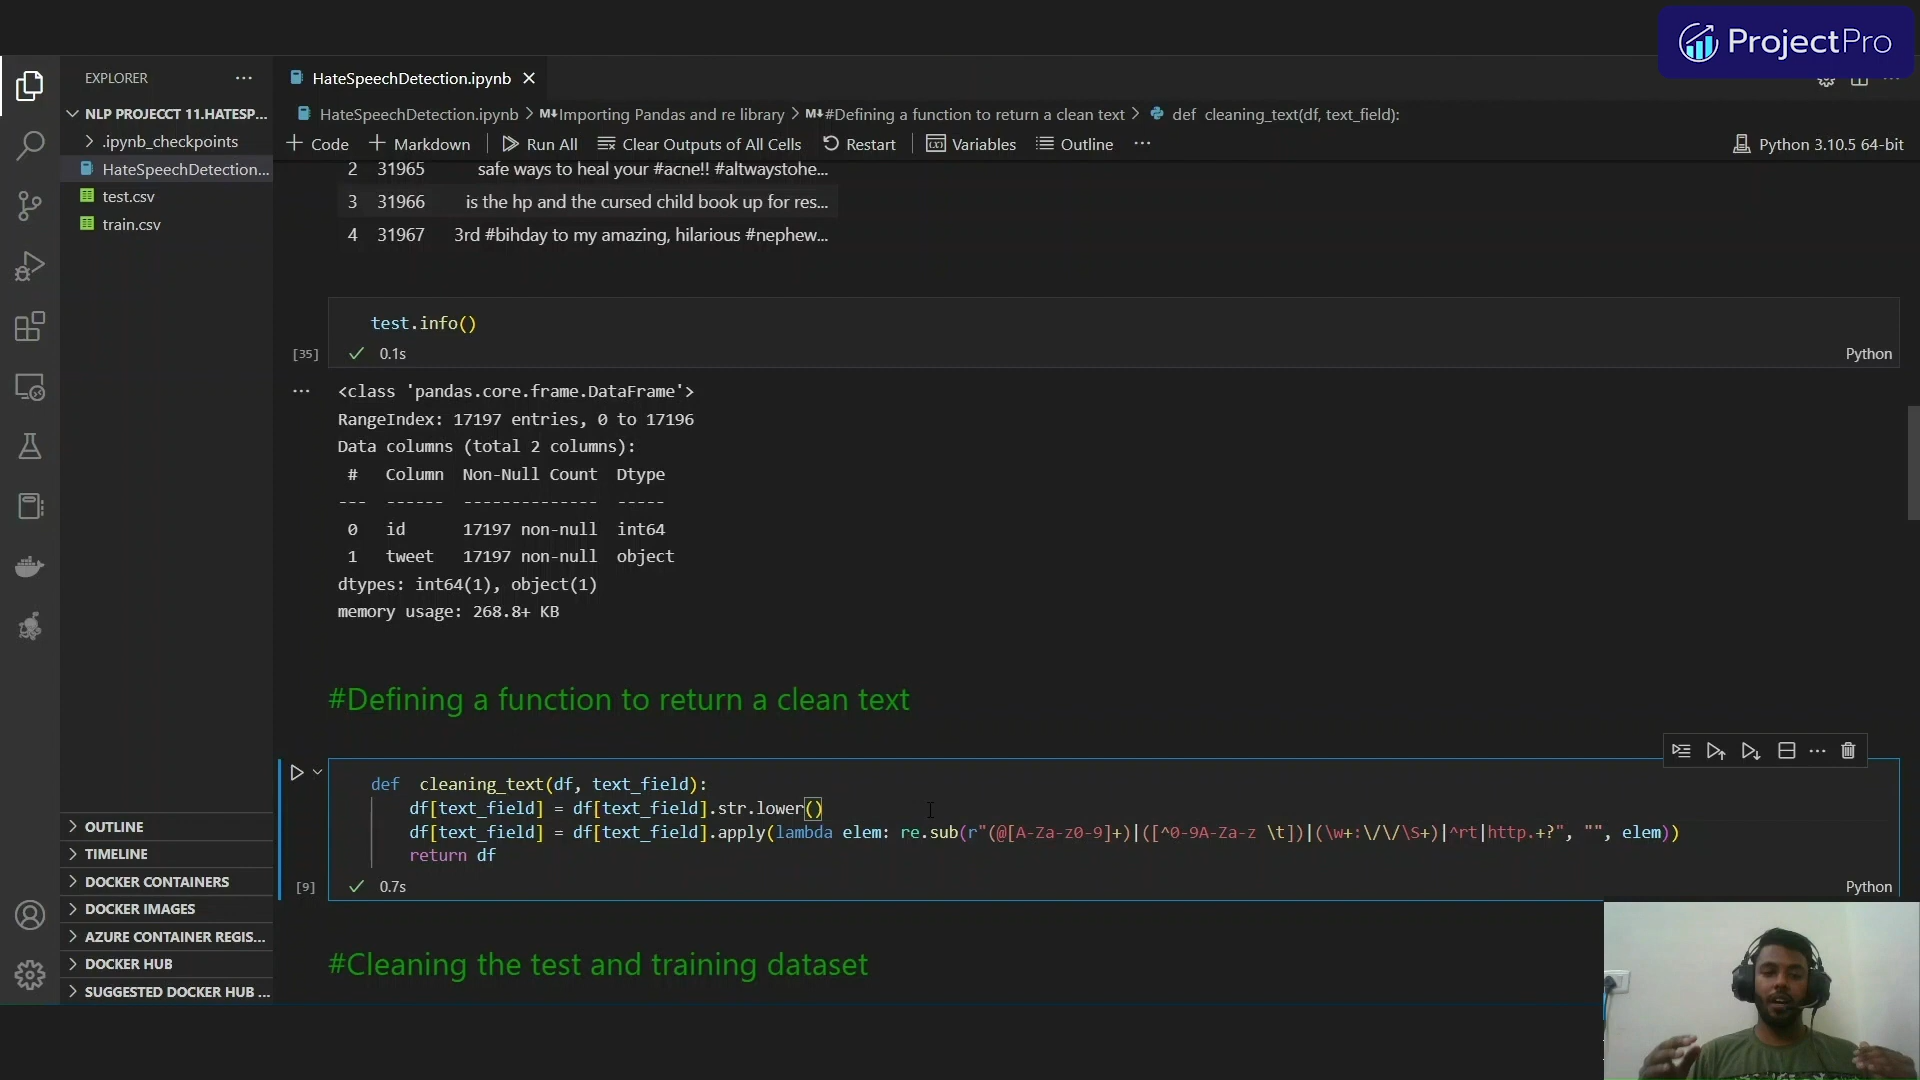 ProjectPro
EXPLORER
HateSpeechDetection.ipynb
NLP PROJECCT 11.HATESP...
.ipynb_checkpoints
HateSpeechDetection...
test.csv
train.csv
HateSpeechDetection.ipynb > M↓Importing Pandas and re library > M↓#Defining a function to return a clean text > def cleaning_text(df, text_field):
+ Code + Markdown Run All Clear Outputs of All Cells Restart Variables Outline ... Python 3.10.5 64-bit
2 31965 safe ways to heal your #acne!! #altwaystohe...
3 31966 is the hp and the cursed child book up for res...
4 31967 3rd #bihday to my amazing, hilarious #nephew...
test.info()
[35] 0.1s Python
... <class 'pandas.core.frame.DataFrame'>
RangeIndex: 17197 entries, 0 to 17196
Data columns (total 2 columns):
# Column Non-Null Count Dtype
--- ------ -------------- -----
0 id 17197 non-null int64
1 tweet 17197 non-null object
dtypes: int64(1), object(1)
memory usage: 268.8+ KB
#Defining a function to return a clean text
def cleaning_text(df, text_field):
df[text_field] = df[text_field].str.lower()
df[text_field] = df[text_field].apply(lambda elem: re.sub(r"(@[A-Za-z0-9]+)|([^0-9A-Za-z \t])|(\w+:\/\/\S+)|^rt|http.+?", "", elem))
return df
[9] 0.7s Python
#Cleaning the test and training dataset
OUTLINE
TIMELINE
DOCKER CONTAINERS
DOCKER IMAGES
AZURE CONTAINER REGIS...
DOCKER HUB
SUGGESTED DOCKER HUB ...